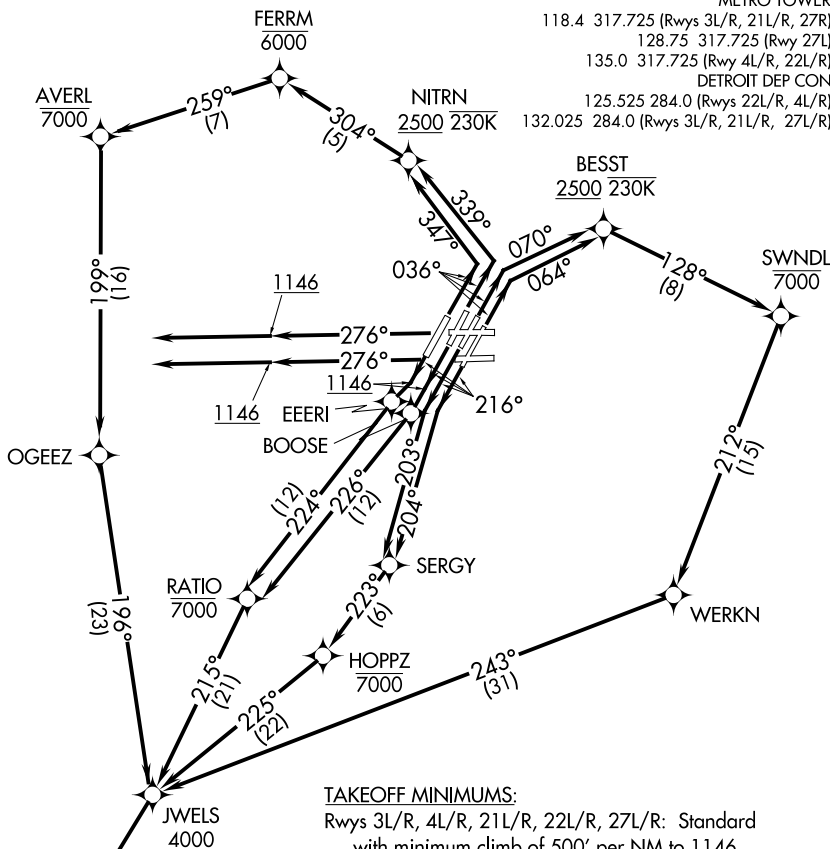 METRO TOWER
118.4 317.725 (Rwys 3L/R, 21L/R, 27R)
128.75 317.725 (Rwy 27L)
135.0 317.725 (Rwy 4L/R, 22L/R)
DETROIT DEP CON
125.525 284.0 (Rwys 22L/R, 4L/R)
132.025 284.0 (Rwys 3L/R, 21L/R, 27L/R)
FERRM
6000
AVERL
7000
259°
(7)
304°
(5)
NITRN
2500 230K
BESST
2500 230K
339°
347°
036°
070°
064°
128°
(8)
SWNDL
7000
199°
(16)
1146
276°
276°
1146
1146
EEERI
BOOSE
216°
OGEEZ
203°
204°
212°
(15)
(12)
224°
226°
(12)
SERGY
RATIO
7000
223°
(6)
WERKN
196°
(23)
HOPPZ
7000
215°
(21)
225°
(22)
243°
(31)
JWELS
4000
TAKEOFF MINIMUMS:
Rwys 3L/R, 4L/R, 21L/R, 22L/R, 27L/R: Standard
with minimum climb of 500' per NM to 1146